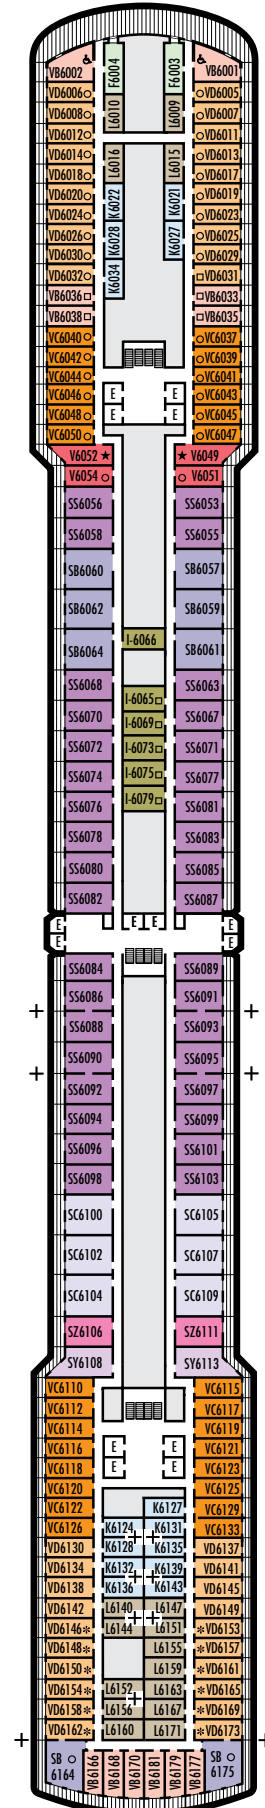 VB6002 F6004 F6003 VB6001
VD6006 L6010 L6009 VD6005
VD6008 VD6007
VD6012 VD6011
VD6014 L6016 L6015 VD6013
VD6018 VD6017
VD6020 K6022 K6021 VD6019
VD6024 VD6023
VD6026 K6028 K6027 VD6025
VD6030 VD6029
VD6032 K6034 VD6031
VB6036 VB6033
VB6038 VB6035
VC6040 VC6037
VC6042 VC6039
VC6044 VC6041
VC6046 E E VC6043
VC6048 E E VC6045
VC6050 VC6047
V6052 V6049
V6054 V6051
SS6056 SS6053
SS6058 SS6055
SB6060 SB6057
SB6062 SB6059
SB6064 I-6066 SB6061
SS6068 I-6065 SS6063
SS6070 I-6069 SS6067
SS6072 I-6073 SS6071
SS6074 I-6075 SS6077
SS6076 I-6079 SS6081
SS6078 SS6083
SS6080 SS6085
SS6082 SS6087
E E E E
E E
SS6084 SS6089
SS6086 SS6091
SS6088 SS6093
SS6090 SS6095
SS6092 SS6097
SS6094 SS6099
SS6096 SS6101
SS6098 SS6103
SC6100 SC6105
SC6102 SC6107
SC6104 SC6109
SZ6106 SZ6111
SY6108 SY6113
VC6110 VC6115
VC6112 VC6117
VC6114 VC6119
VC6116 E E VC6121
VC6118 E E VC6123
VC6120 VC6125
VC6122 K6127 VC6129
VC6126 K6124 K6131 VC6133
VD6130 K6128 K6135 VD6137
VD6134 K6132 K6139 VD6141
VD6138 K6136 K6143 VD6145
VD6142 L6140 L6147 VD6149
VD6146 L6144 L6151 VD6153
VD6148 L6155 VD6157
VD6150 L6159 VD6161
VD6154 L6152 L6163 VD6165
VD6158 L6156 L6167 VD6169
VD6162 L6160 L6171 VD6173
SB 6164 VB6166 VB6168 VB6170 VB6181 VB6179 VB6177 SB 6175